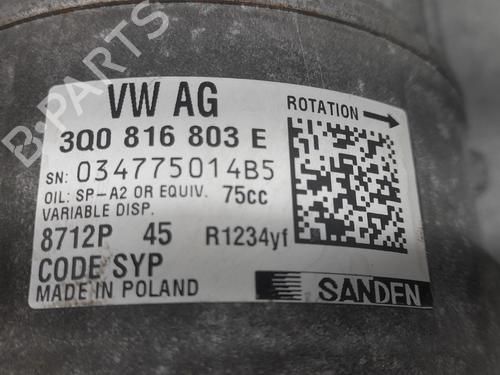 B-PARTS
VW AG
ROTATION
3Q0 816 803 E
SN: 034775014B5
OIL: SP-A2 OR EQUIV. 75cc
VARIABLE DISP.
8712P 45 R1234yf
CODE SYP
MADE IN POLAND
SANDEN